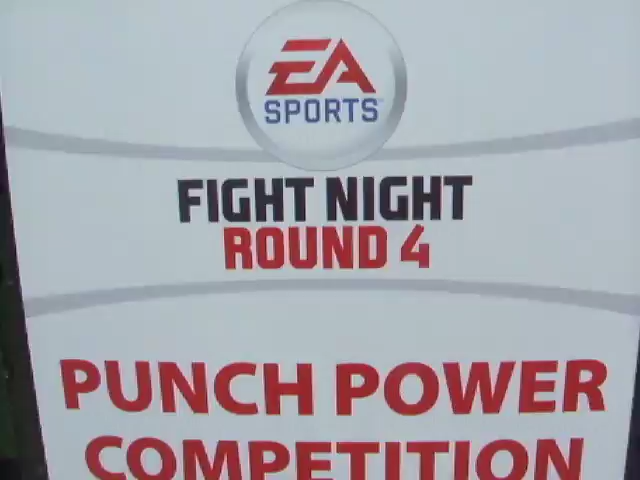 EA
SPORTS
FIGHT NIGHT
ROUND 4
PUNCH POWER
COMPETITION